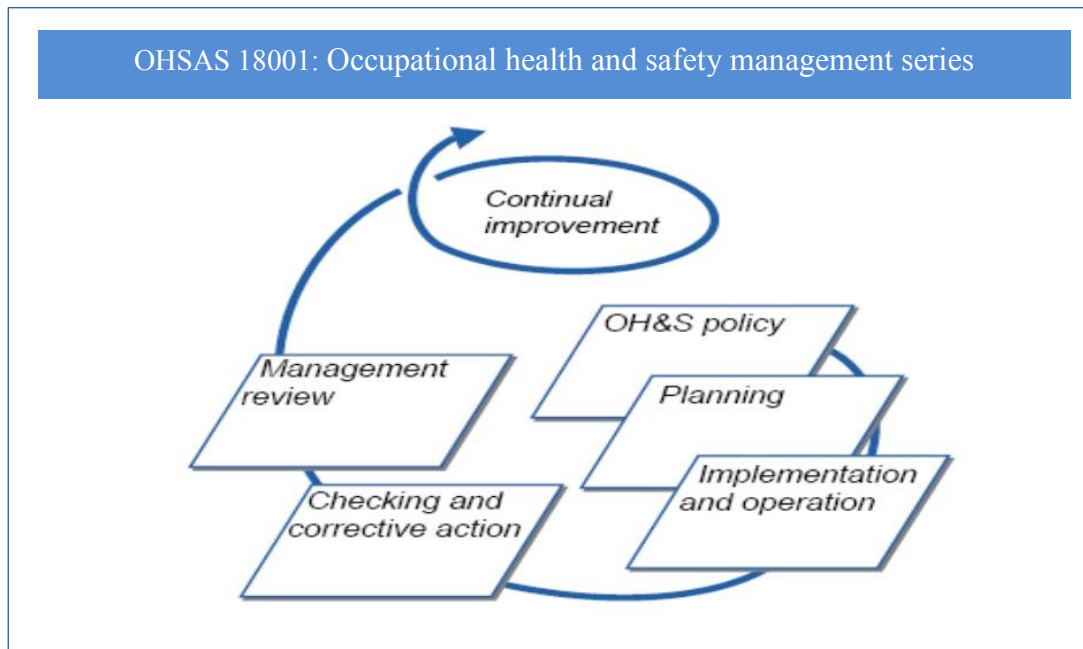 OHSAS 18001: Occupational health and safety management series
Continual
improvement
OH&S policy
Planning
Implementation
and operation
Checking and
corrective action
Management
review